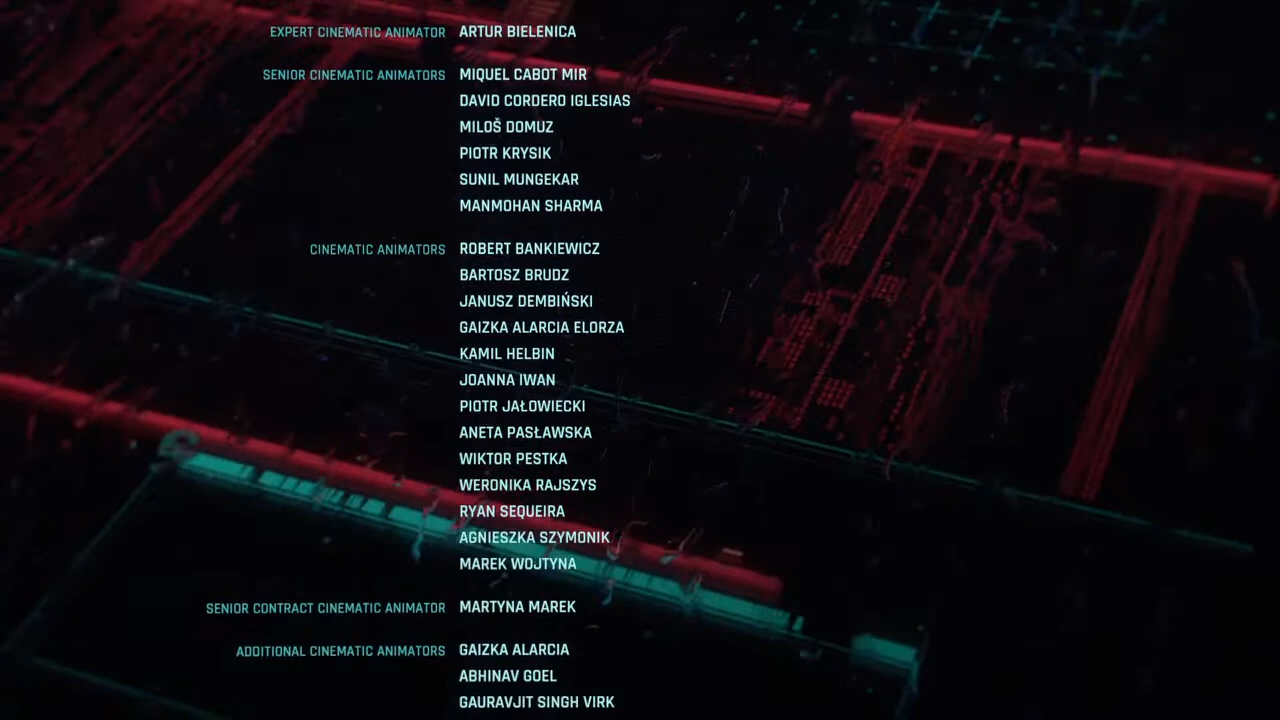 EXPERT CINEMATIC ANIMATOR ARTUR BIELENICA
SENIOR CINEMATIC ANIMATORS MIQUEL CABOT MIR
DAVID CORDERO IGLESIAS
MILOŠ DOMUZ
PIOTR KRYSIK
SUNIL MUNGEKAR
MANMOHAN SHARMA
CINEMATIC ANIMATORS ROBERT BANKIEWICZ
BARTOSZ BRUDZ
JANUSZ DEMBIŃSKI
GAIZKA ALARCIA ELORZA
KAMIL HELBIN
JOANNA IWAN
PIOTR JAŁOWIECKI
ANETA PASŁAWSKA
WIKTOR PESTKA
WERONIKA RAJSZYS
RYAN SEQUEIRA
AGNIESZKA SZYMONIK
MAREK WOJTYNA
SENIOR CONTRACT CINEMATIC ANIMATOR MARTYNA MAREK
ADDITIONAL CINEMATIC ANIMATORS GAIZKA ALARCIA
ABHINAV GOEL
GAURAVJIT SINGH VIRK